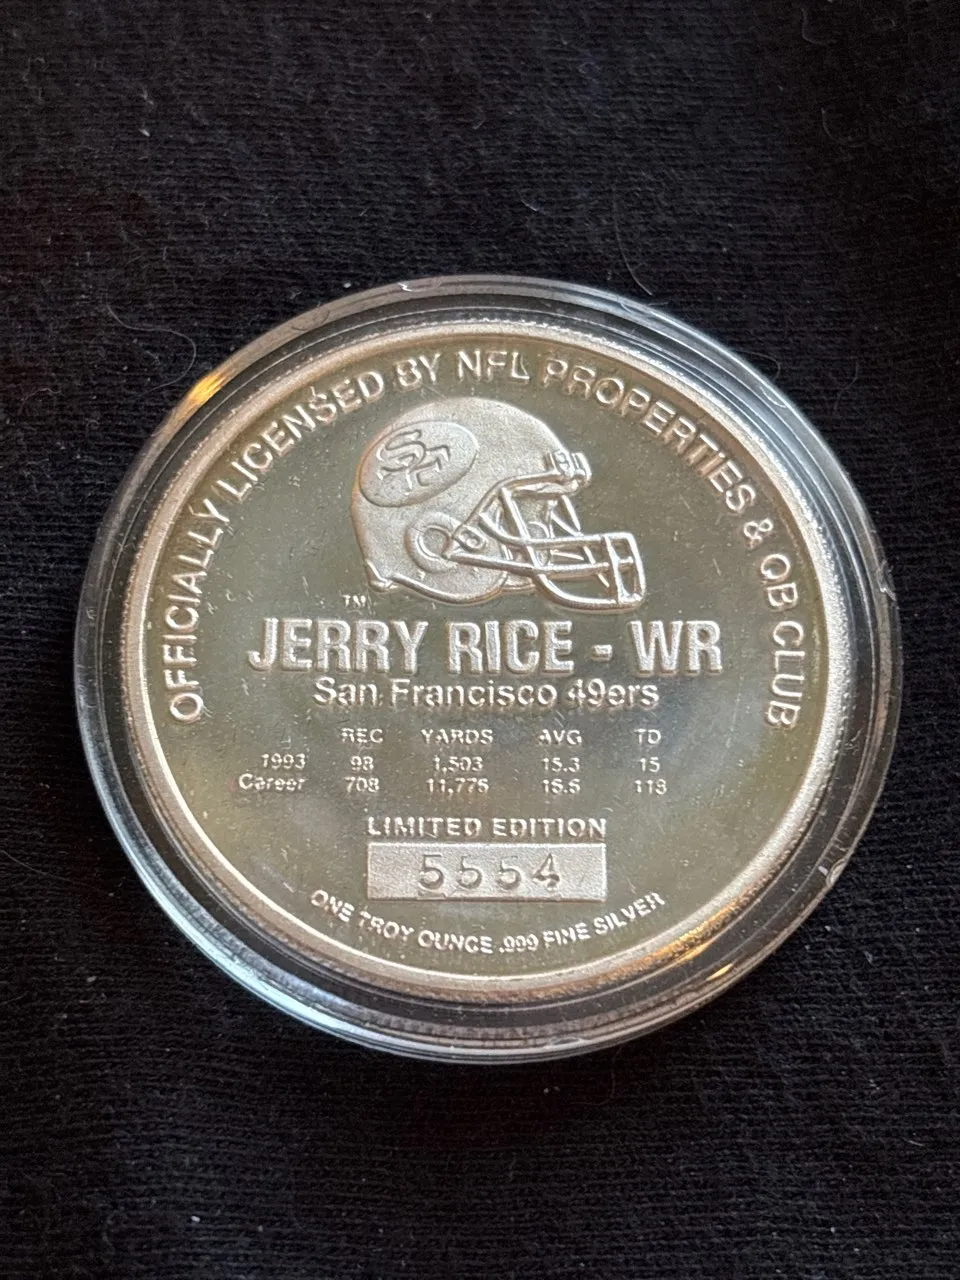 OFFICIALLY LICENSED BY NFL PROPERTIES & QB CLUB
SF
TM
JERRY RICE - WR
San Francisco 49ers
REC YARDS AVG TD
1993 98 1,503 15.3 15
Career 708 11,776 16.6 118
LIMITED EDITION
5554
ONE TROY OUNCE .999 FINE SILVER